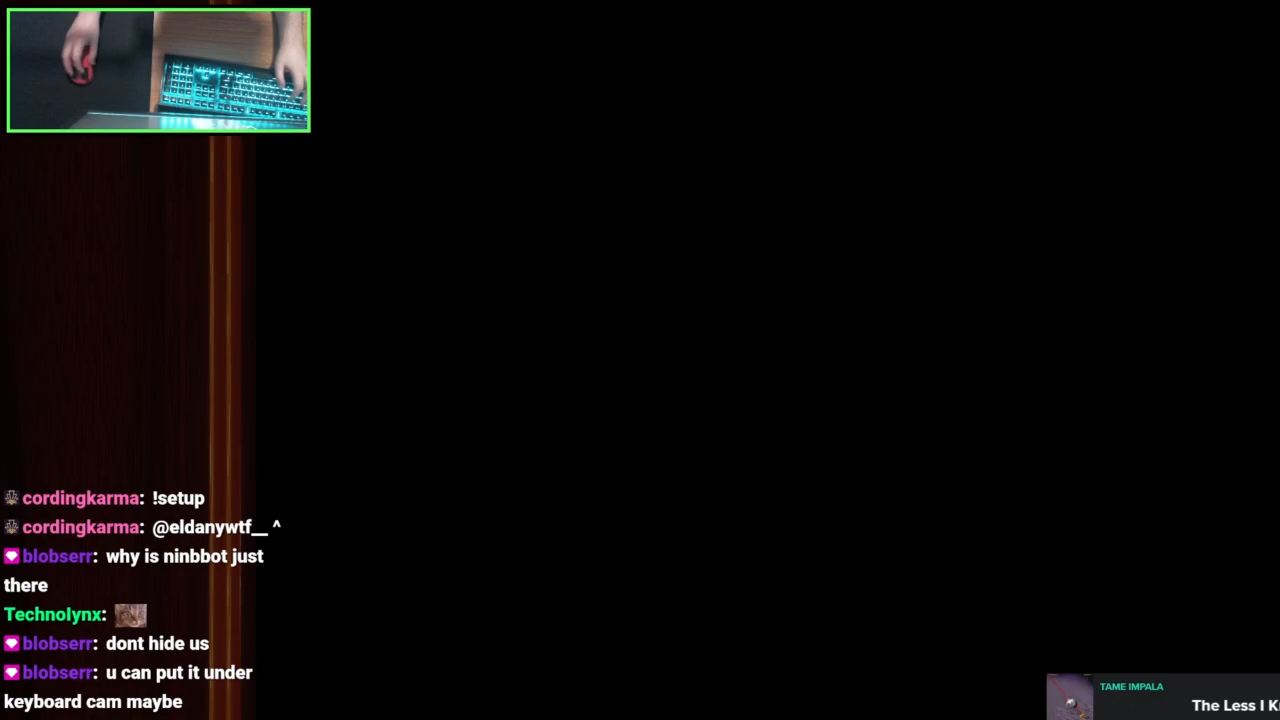 cordingkarma: !setup
cordingkarma: @eldanywtf__ ^
blobserr: why is ninbbot just
there
Technolynx:
blobserr: dont hide us
blobserr: u can put it under
keyboard cam maybe
TAME IMPALA
The Less I K